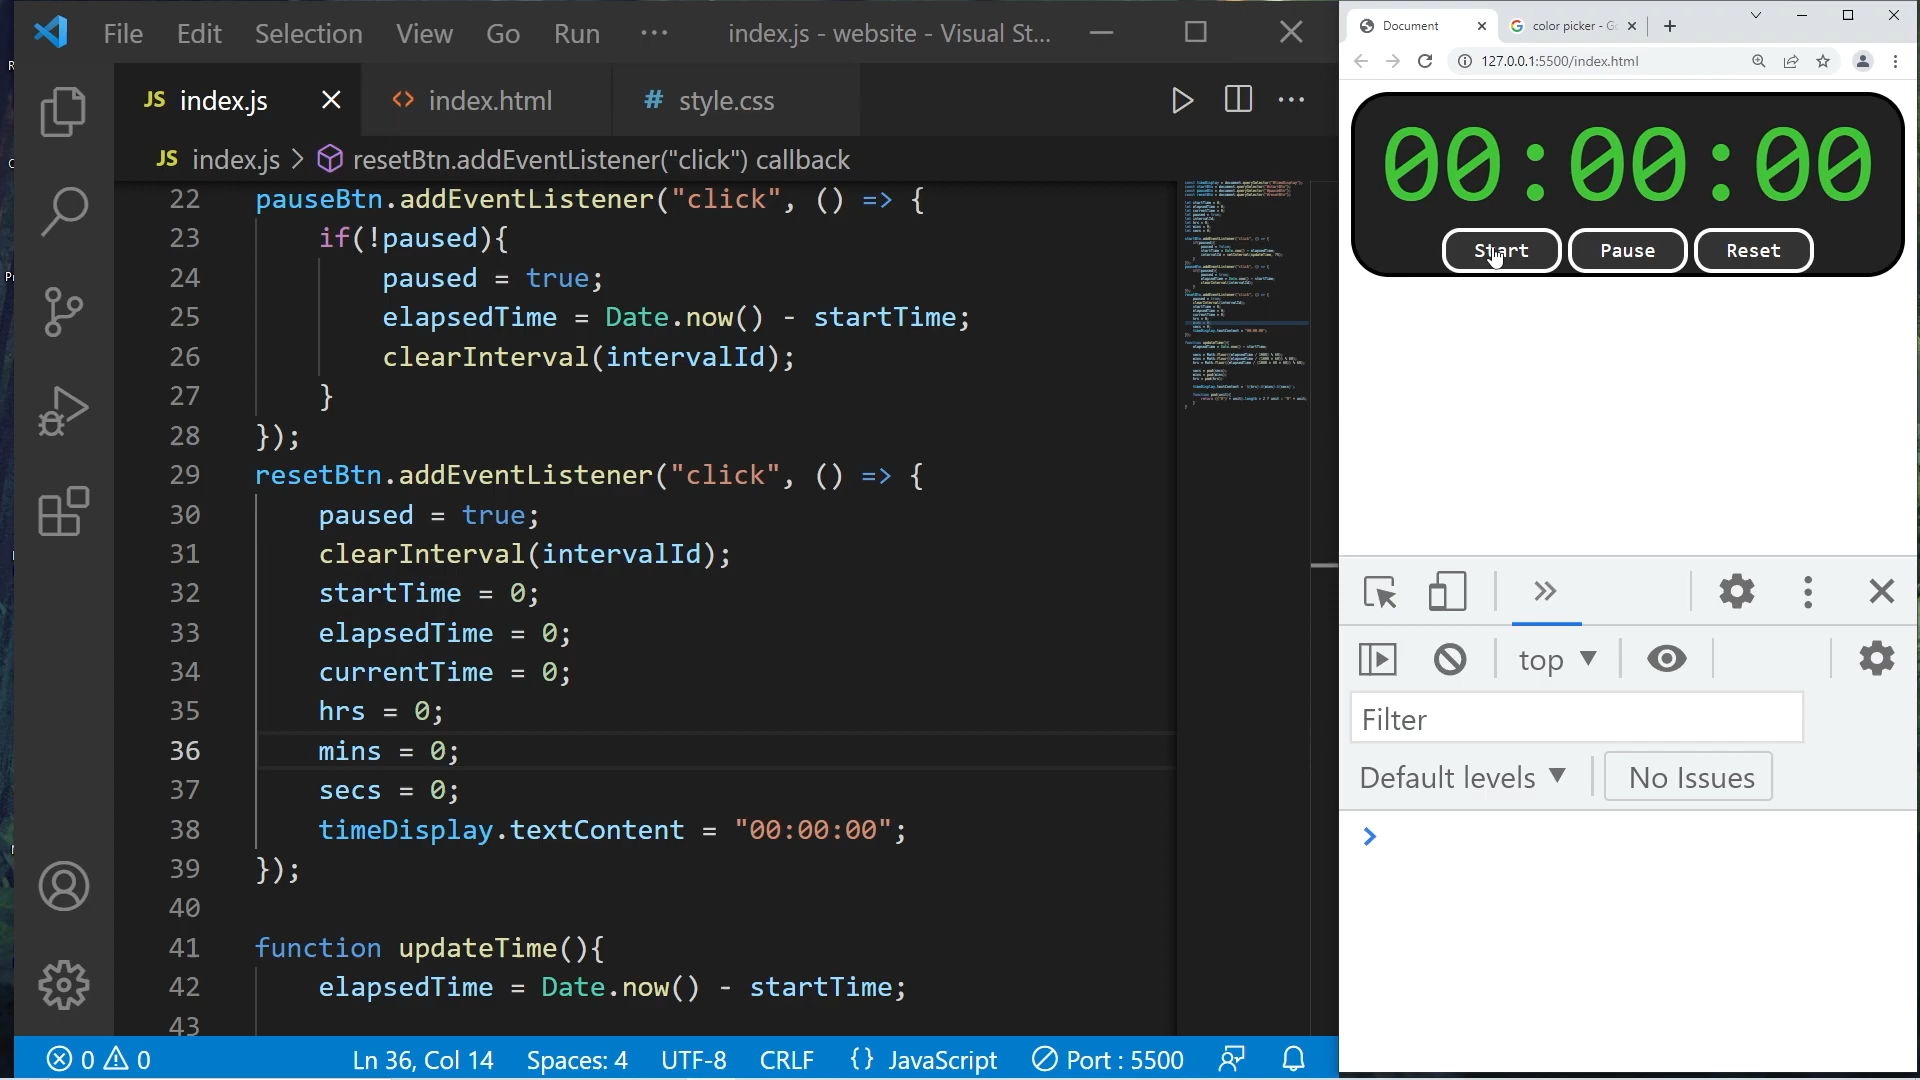 File Edit Selection View Go Run ··· index.js - website - Visual St...
JS index.js index.html # style.css
JS index.js > resetBtn.addEventListener("click") callback
22 pauseBtn.addEventListener("click", () => {
23 if(!paused){
24 paused = true;
25 elapsedTime = Date.now() - startTime;
26 clearInterval(intervalId);
27 }
28 });
29 resetBtn.addEventListener("click", () => {
30 paused = true;
31 clearInterval(intervalId);
32 startTime = 0;
33 elapsedTime = 0;
34 currentTime = 0;
35 hrs = 0;
36 mins = 0;
37 secs = 0;
38 timeDisplay.textContent = "00:00:00";
39 });
40
41 function updateTime(){
42 elapsedTime = Date.now() - startTime;
43
0 0 Ln 36, Col 14 Spaces: 4 UTF-8 CRLF {} JavaScript Port : 5500
Document color picker - Go
127.0.0.1:5500/index.html
00:00:00
Start Pause Reset
top
Filter
Default levels No Issues